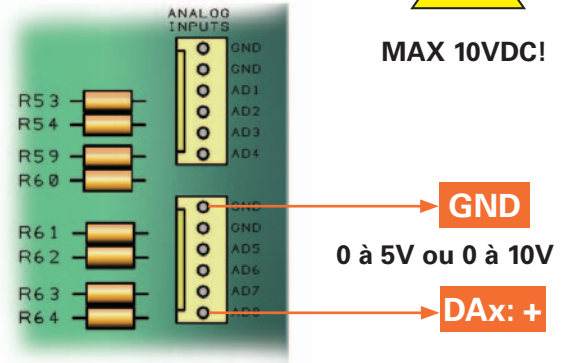 ANALOG
INPUTS
GND
GND
AD1
AD2
AD3
AD4
R53
R54
R59
R60
GND
GND
AD5
AD6
AD7
AD8
R61
R62
R63
R64
MAX 10VDC!
GND
0 à 5V ou 0 à 10V
DAx: +